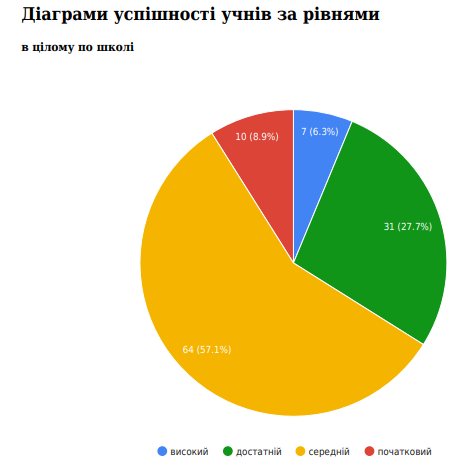 Діаграми успішності учнів за рівнями
в цілому по школі
10 (8.9%) 7 (6.3%)
31 (27.7%)
64 (57.1%)
високий достатній середній початковий